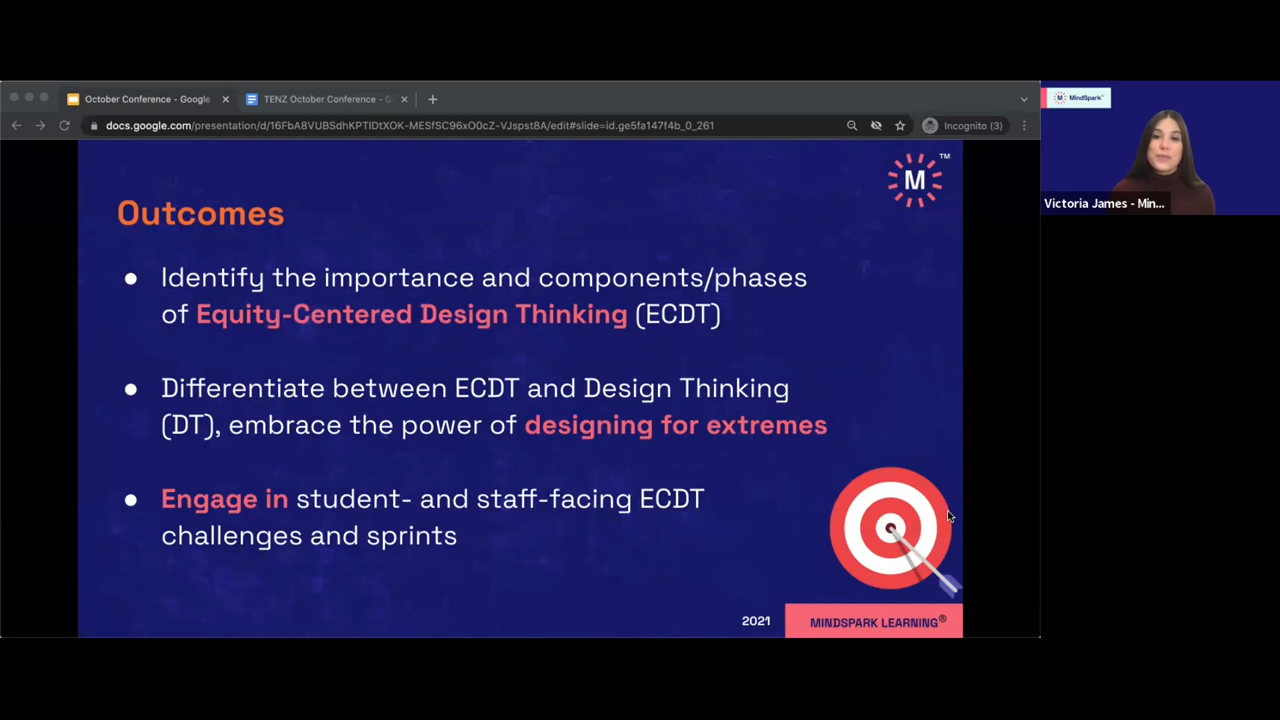 October Conference - Google
TENZ October Conference - G
docs.google.com/presentation/d/16FbA8VUBSdhKPTIDtXOK-MESfSC96xO0cZ-VJspst8A/edit#slide=id.ge5fa147f4b_0_261
Incognito (3)
M MindSpark™
Victoria James - Min...
M ™
Outcomes
● Identify the importance and components/phases
of Equity-Centered Design Thinking (ECDT)
● Differentiate between ECDT and Design Thinking
(DT), embrace the power of designing for extremes
● Engage in student- and staff-facing ECDT
challenges and sprints
2021
MINDSPARK LEARNING®